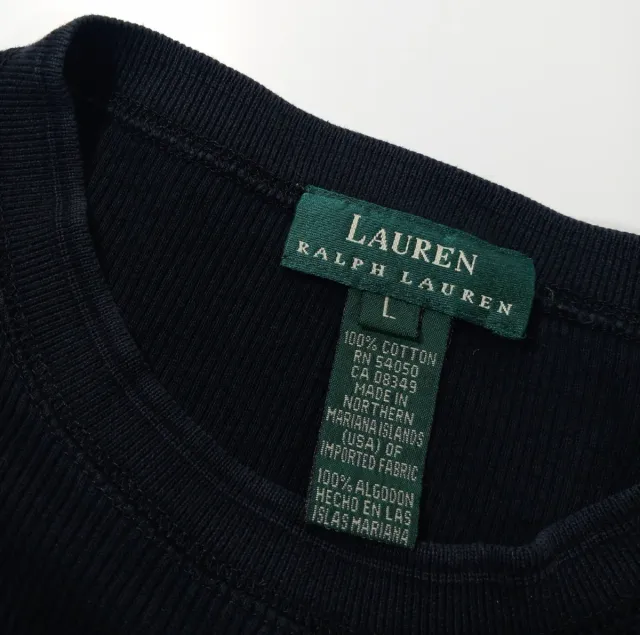 LAUREN
RALPH LAUREN
L
100% COTTON
RN 54050
CA 08349
MADE IN
NORTHERN
MARIANA ISLANDS
(USA) OF
IMPORTED FABRIC
100% ALGODON
HECHO EN LAS
ISLAS MARIANA